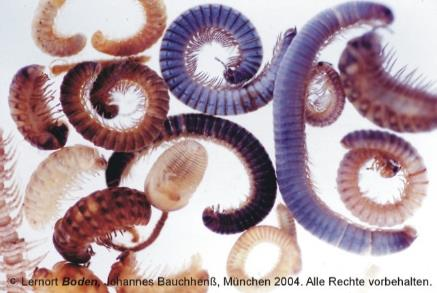 © Lernort Boden, Johannes Bauchhenß, München 2004. Alle Rechte vorbehalten.